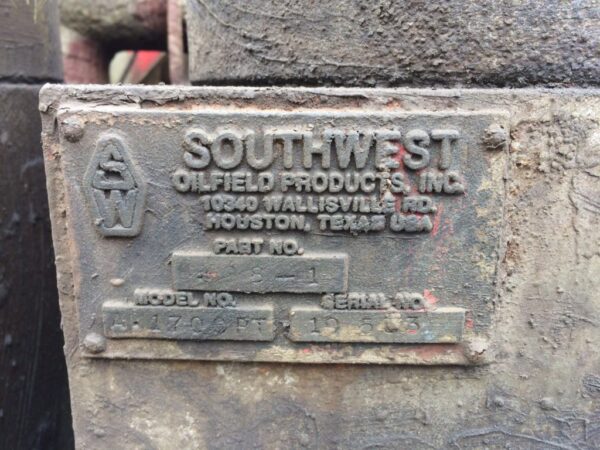 SW
SOUTHWEST
OILFIELD PRODUCTS, INC.
10340 WALLISVILLE RD.
HOUSTON, TEXAS USA
PART NO.
MODEL NO. SERIAL NO.